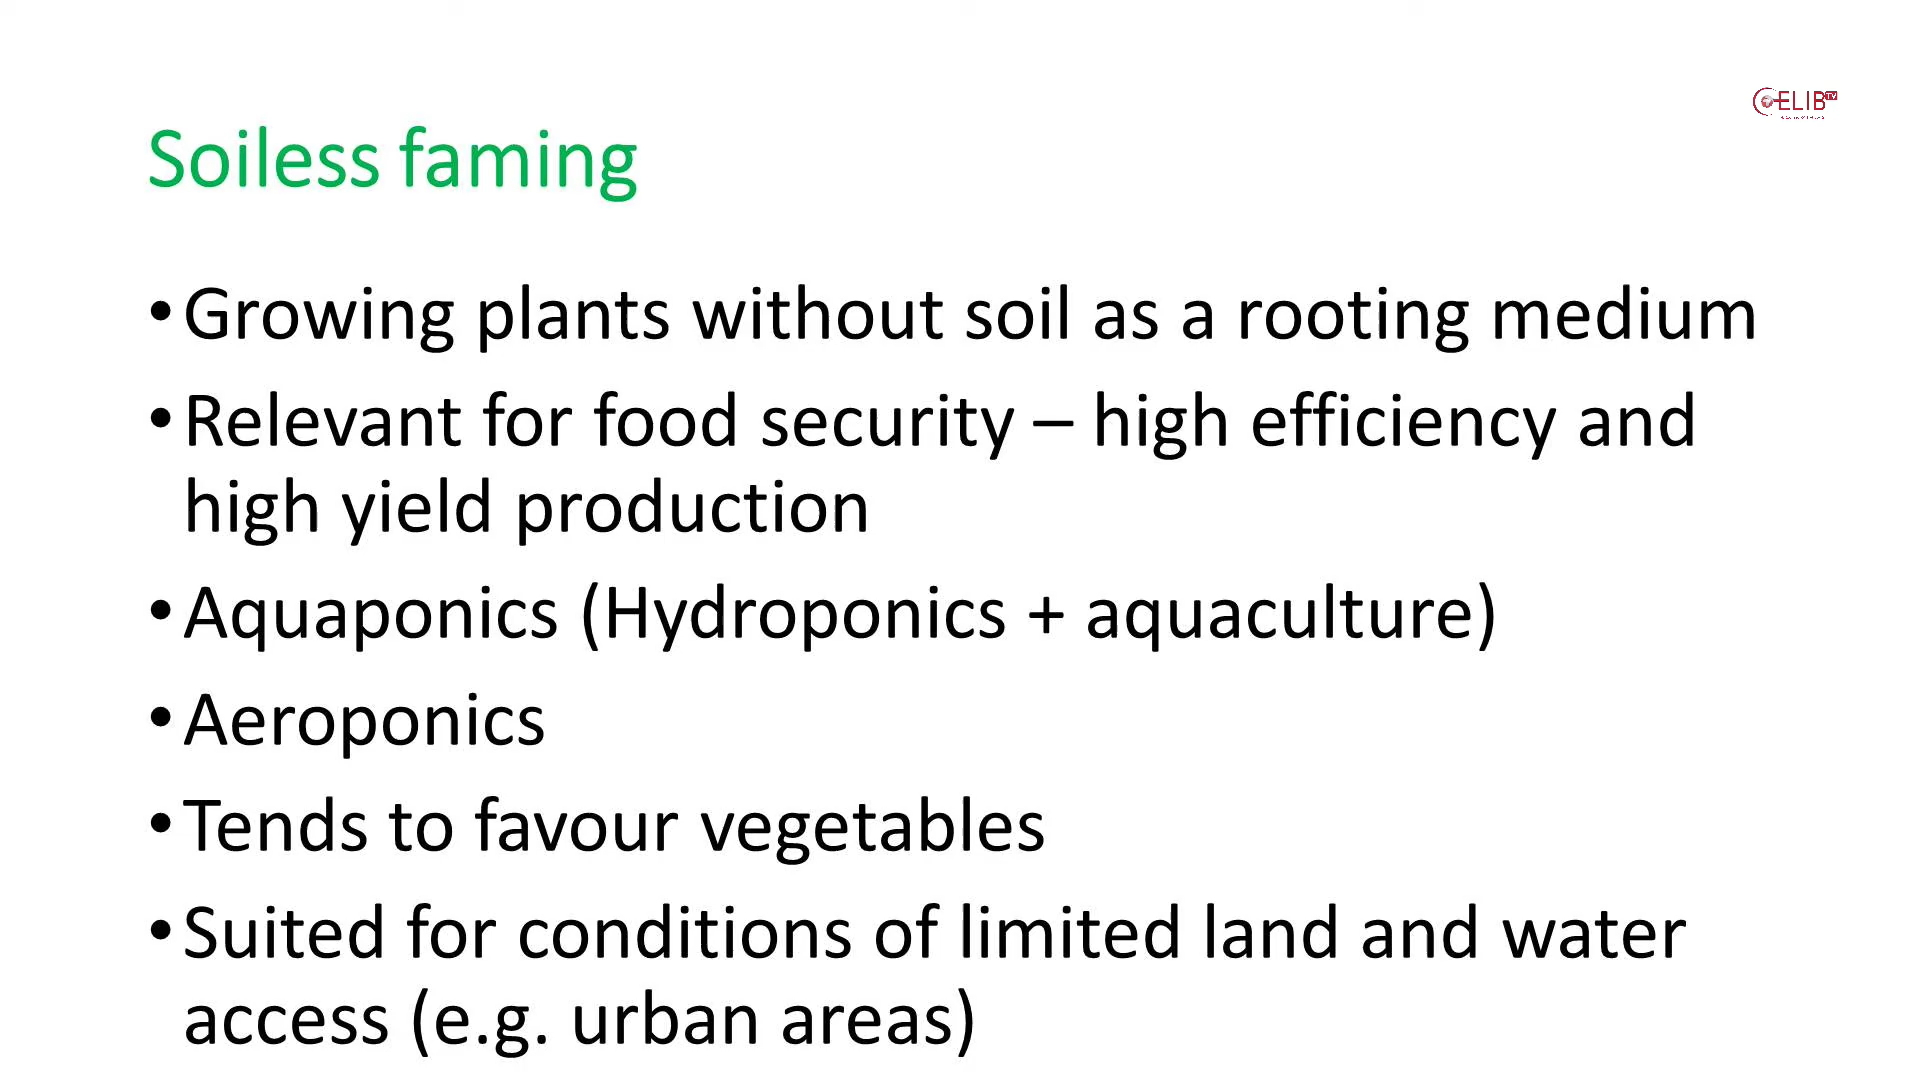 ELIB TV
Soiless faming
•Growing plants without soil as a rooting medium
•Relevant for food security – high efficiency and
high yield production
•Aquaponics (Hydroponics + aquaculture)
•Aeroponics
•Tends to favour vegetables
•Suited for conditions of limited land and water
access (e.g. urban areas)